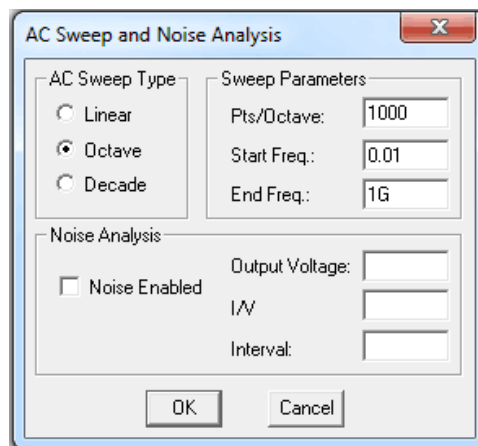 AC Sweep and Noise Analysis
AC Sweep Type
Linear
Octave
Decade
Sweep Parameters
Pts/Octave: 1000
Start Freq.: 0.01
End Freq.: 1G
Noise Analysis
Noise Enabled
Output Voltage:
I/V
Interval:
OK Cancel